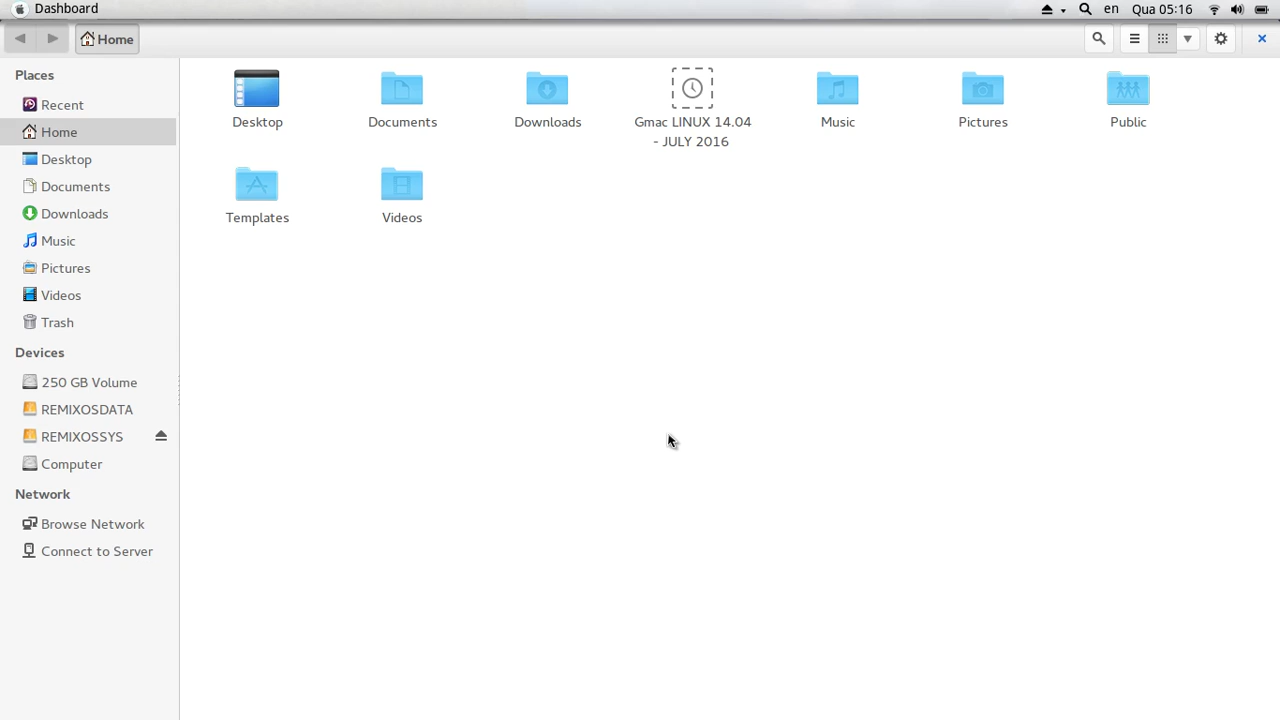 Dashboard
en Qua 05:16
Home
Places
Recent
Home
Desktop
Documents
Downloads
Music
Pictures
Videos
Trash
Devices
250 GB Volume
REMIXOSDATA
REMIXOSSYS
Computer
Network
Browse Network
Connect to Server
Desktop
Documents
Downloads
Gmac LINUX 14.04
- JULY 2016
Music
Pictures
Public
Templates
Videos